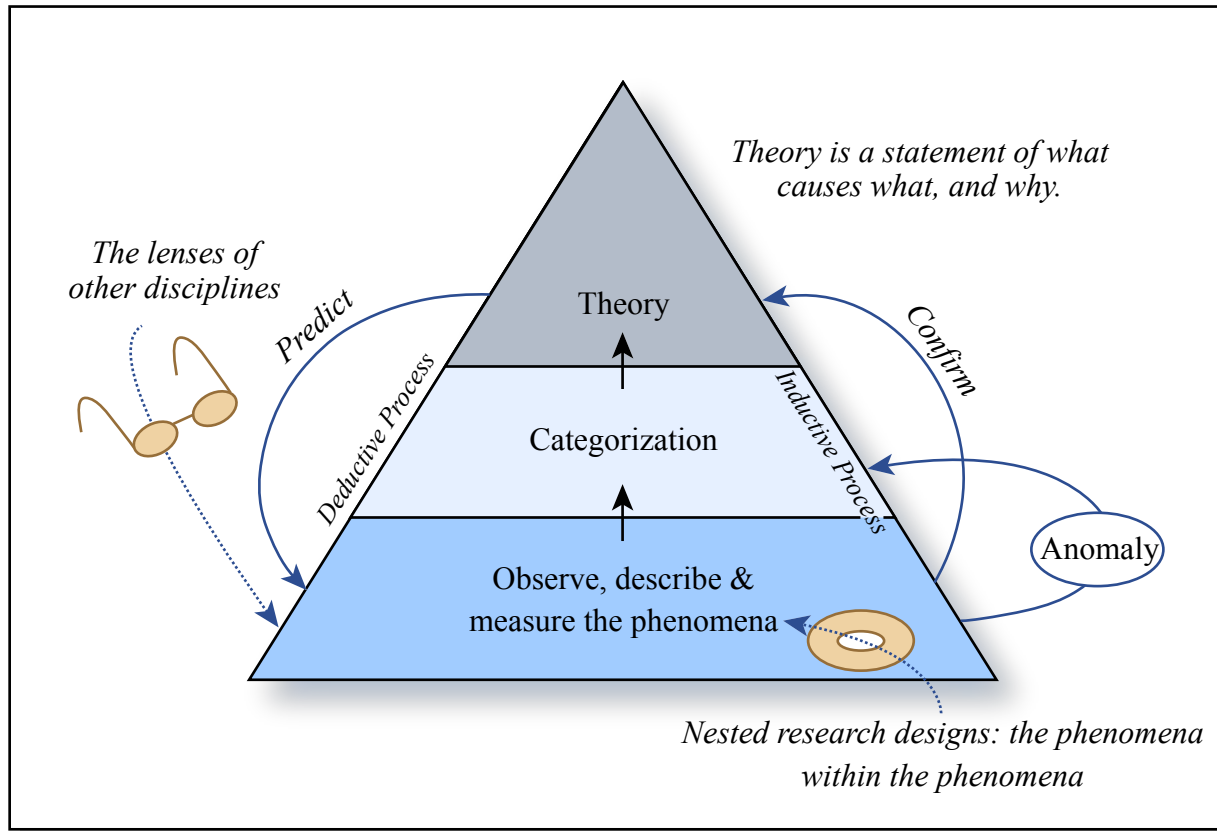 Theory is a statement of what
causes what, and why.
The lenses of
other disciplines
Predict
Theory
Confirm
Deductive Process
Inductive Process
Categorization
Anomaly
Observe, describe &
measure the phenomena
Nested research designs: the phenomena
within the phenomena